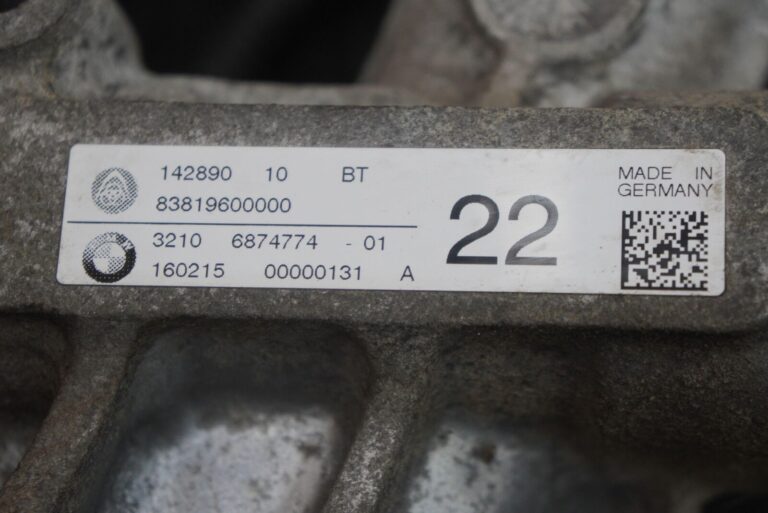 142890 10 BT
83819600000
3210 6874774 - 01
160215 00000131 A
22
MADE IN
GERMANY